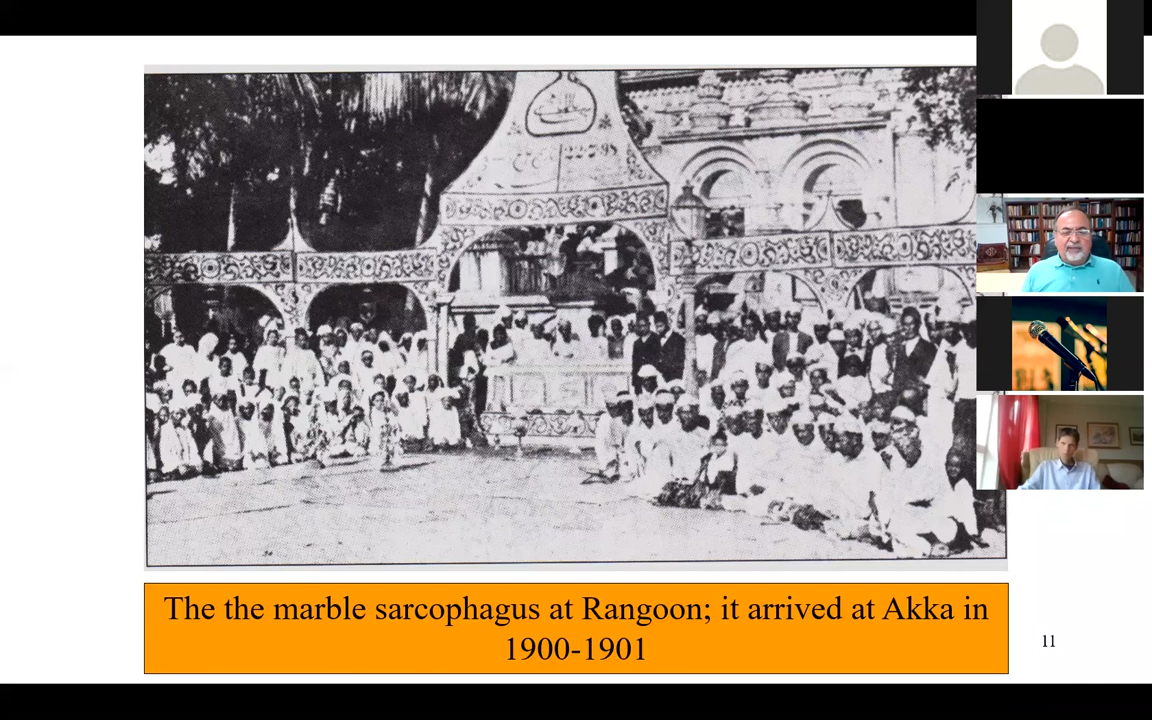 The the marble sarcophagus at Rangoon; it arrived at Akka in
1900-1901
11